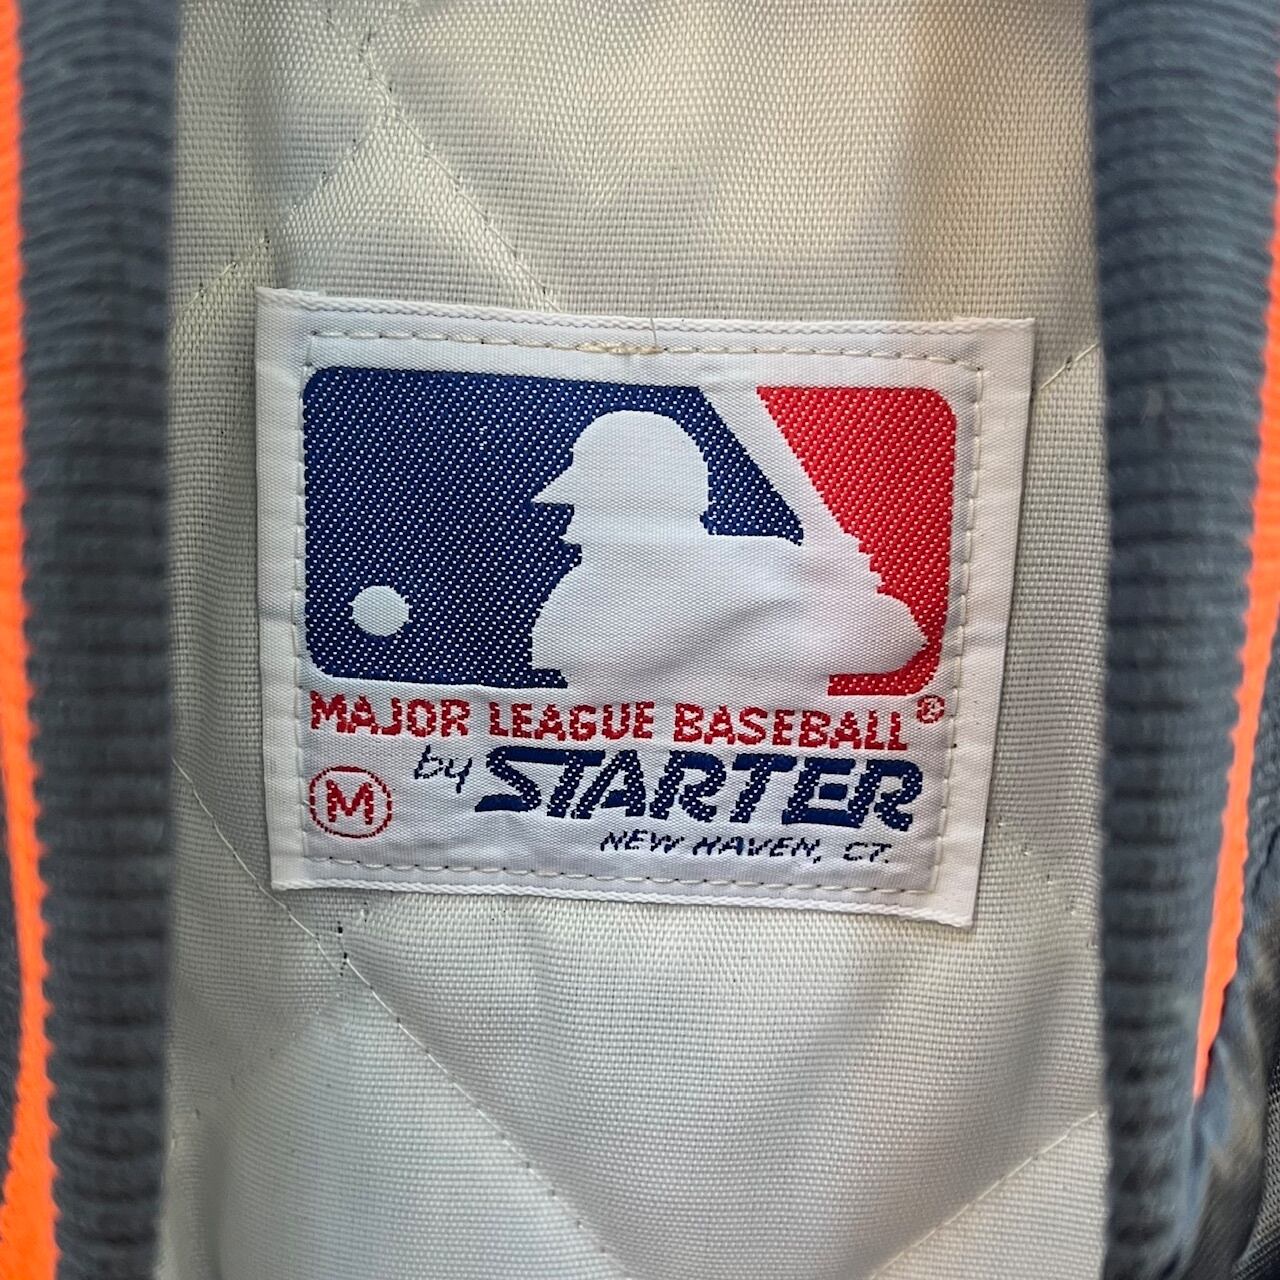 MAJOR LEAGUE BASEBALL®
by STARTER
M
NEW HAVEN, CT.